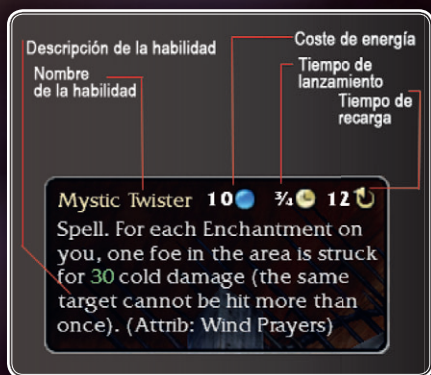 Descripción de la habilidad
Nombre
de la habilidad
Coste de energía
Tiempo de
lanzamiento
Tiempo de
recarga
Mystic Twister 10 ¾ 12
Spell. For each Enchantment on
you, one foe in the area is struck
for 30 cold damage (the same
target cannot be hit more than
once). (Attrib: Wind Prayers)